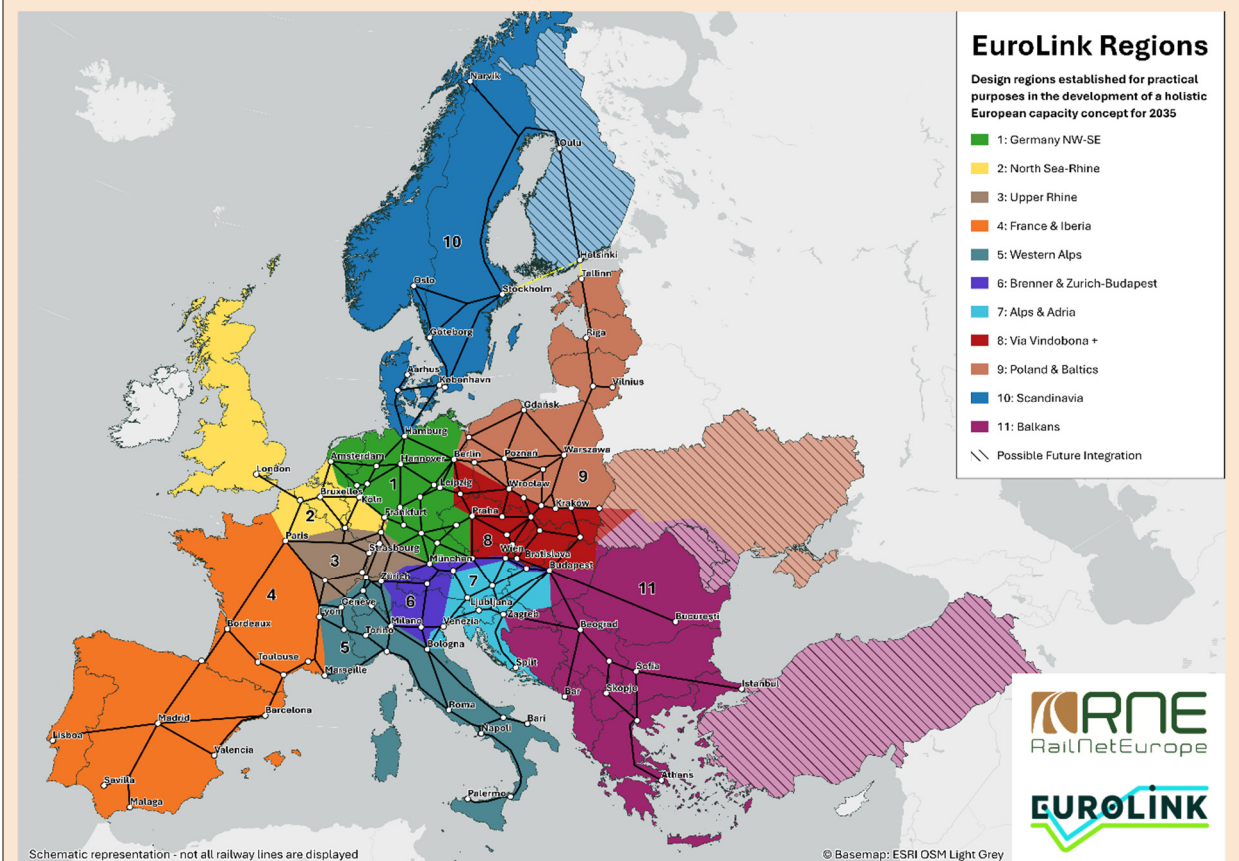 EuroLink Regions
Design regions established for practical
purposes in the development of a holistic
European capacity concept for 2035
1: Germany NW-SE
2: North Sea-Rhine
3: Upper Rhine
4: France & Iberia
5: Western Alps
6: Brenner & Zurich-Budapest
7: Alps & Adria
8: Via Vindobona +
9: Poland & Baltics
10: Scandinavia
11: Balkans
Possible Future Integration
Narvik
Oulu
10
Helsinki
Tallinn
Oslo
Stockholm
Göteborg
Riga
Aarhus
København
Vilnius
Gdańsk
Hamburg
Amsterdam
Hannover
Berlin
Poznań
Warszawa
London
1
Leipzig
Wrocław
9
Bruxelles
Köln
2
Frankfurt
Praha
Kraków
Paris
3
Strasbourg
8
Wien
Bratislava
München
Budapest
Zürich
7
4
Genève
6
Ljubljana
11
Lyon
Zagreb
București
Bordeaux
Milano
Venezia
Beograd
Torino
5
Bologna
Toulouse
Marseille
Split
Sofia
Skopje
Istanbul
Bar
Roma
Bari
Barcelona
Madrid
Napoli
Lisboa
Valencia
Athens
Savilla
Palermo
Malaga
RNE
RailNetEurope
EUROLINK
Schematic representation - not all railway lines are displayed
© Basemap: ESRI OSM Light Grey